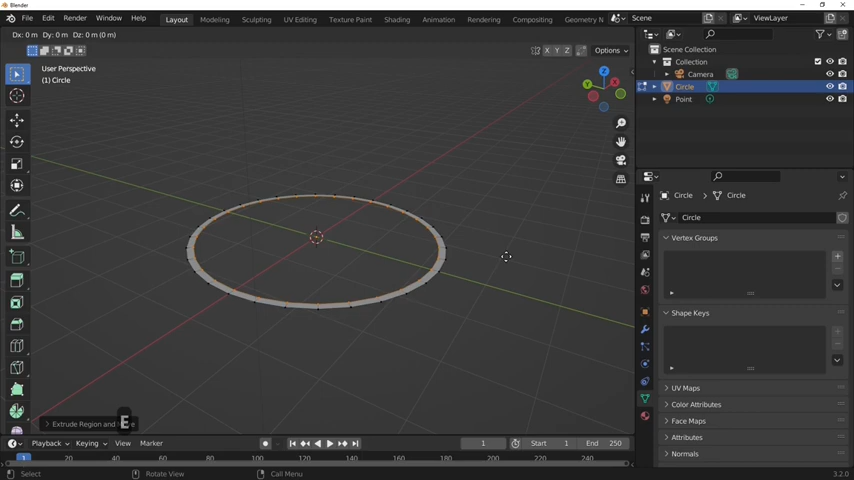 Blender
File Edit Render Window Help
Layout Modeling Sculpting UV Editing Texture Paint Shading Animation Rendering Compositing Geometry N
Scene
ViewLayer
Dx: 0 m Dy: 0 m Dz: 0 m (0 m)
X Y Z
Options
User Perspective
(1) Circle
Z
Y
X
Extrude Region and
E
Scene Collection
Collection
Camera
Circle
Point
Circle > Circle
Circle
Vertex Groups
Shape Keys
UV Maps
Color Attributes
Face Maps
Attributes
Normals
Playback Keying View Marker
1
Start 1
End 250
1 20 40 60 80 100 120 140 160 180 200 220 240
Select
Rotate View
Call Menu
3.2.0